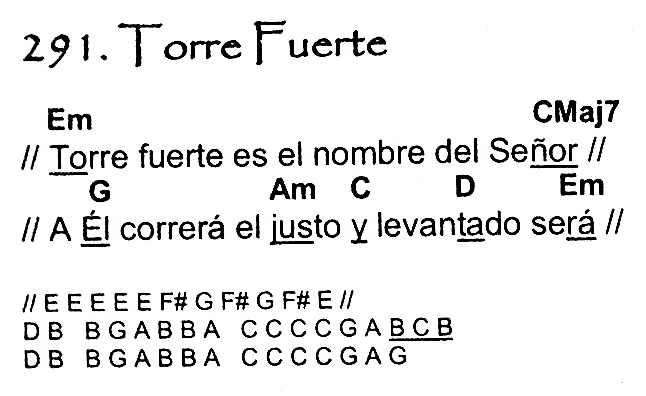 291. Torre Fuerte
Em CMaj7
// Torre fuerte es el nombre del Señor //
G Am C D Em
// A Él correrá el justo y levantado será //
// E E E E E F# G F# G F# E //
D B B G A B B A C C C C G A B C B
D B B G A B B A C C C C G A G